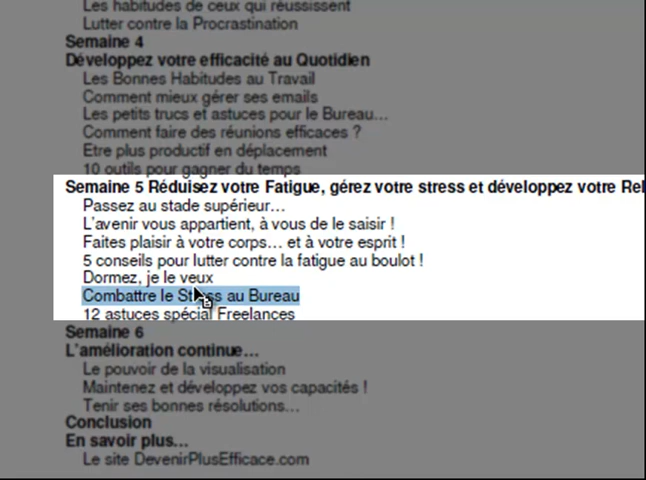 Les habitudes de ceux qui réussissent
Lutter contre la Procrastination
Semaine 4
Développez votre efficacité au Quotidien
Les Bonnes Habitudes au Travail
Comment mieux gérer ses emails
Les petits trucs et astuces pour le Bureau…
Comment faire des réunions efficaces ?
Etre plus productif en déplacement
10 outils pour gagner du temps
Semaine 5 Réduisez votre Fatigue, gérez votre stress et développez votre
Passez au stade supérieur…
L'avenir vous appartient, à vous de le saisir !
Faites plaisir à votre corps… et à votre esprit !
5 conseils pour lutter contre la fatigue au boulot !
Dormez, je le veux
Combattre le Stress au Bureau
12 astuces spécial Freelances
Semaine 6
L'amélioration continue…
Le pouvoir de la visualisation
Maintenez et développez vos capacités !
Tenir ses bonnes résolutions…
Conclusion
En savoir plus…
Le site DevenirPlusEfficace.com